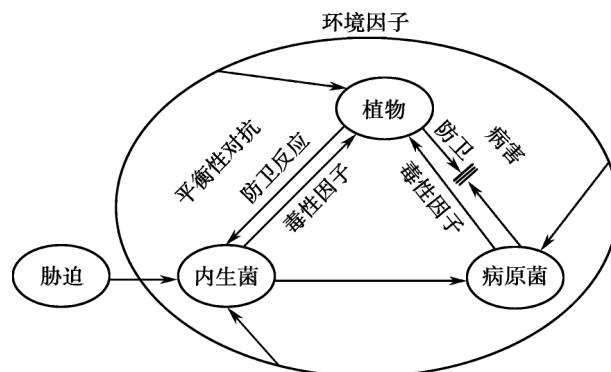 环境因子
植物
平衡性对抗
防卫反应
毒性因子
防卫
病害
毒性因子
胁迫
内生菌
病原菌